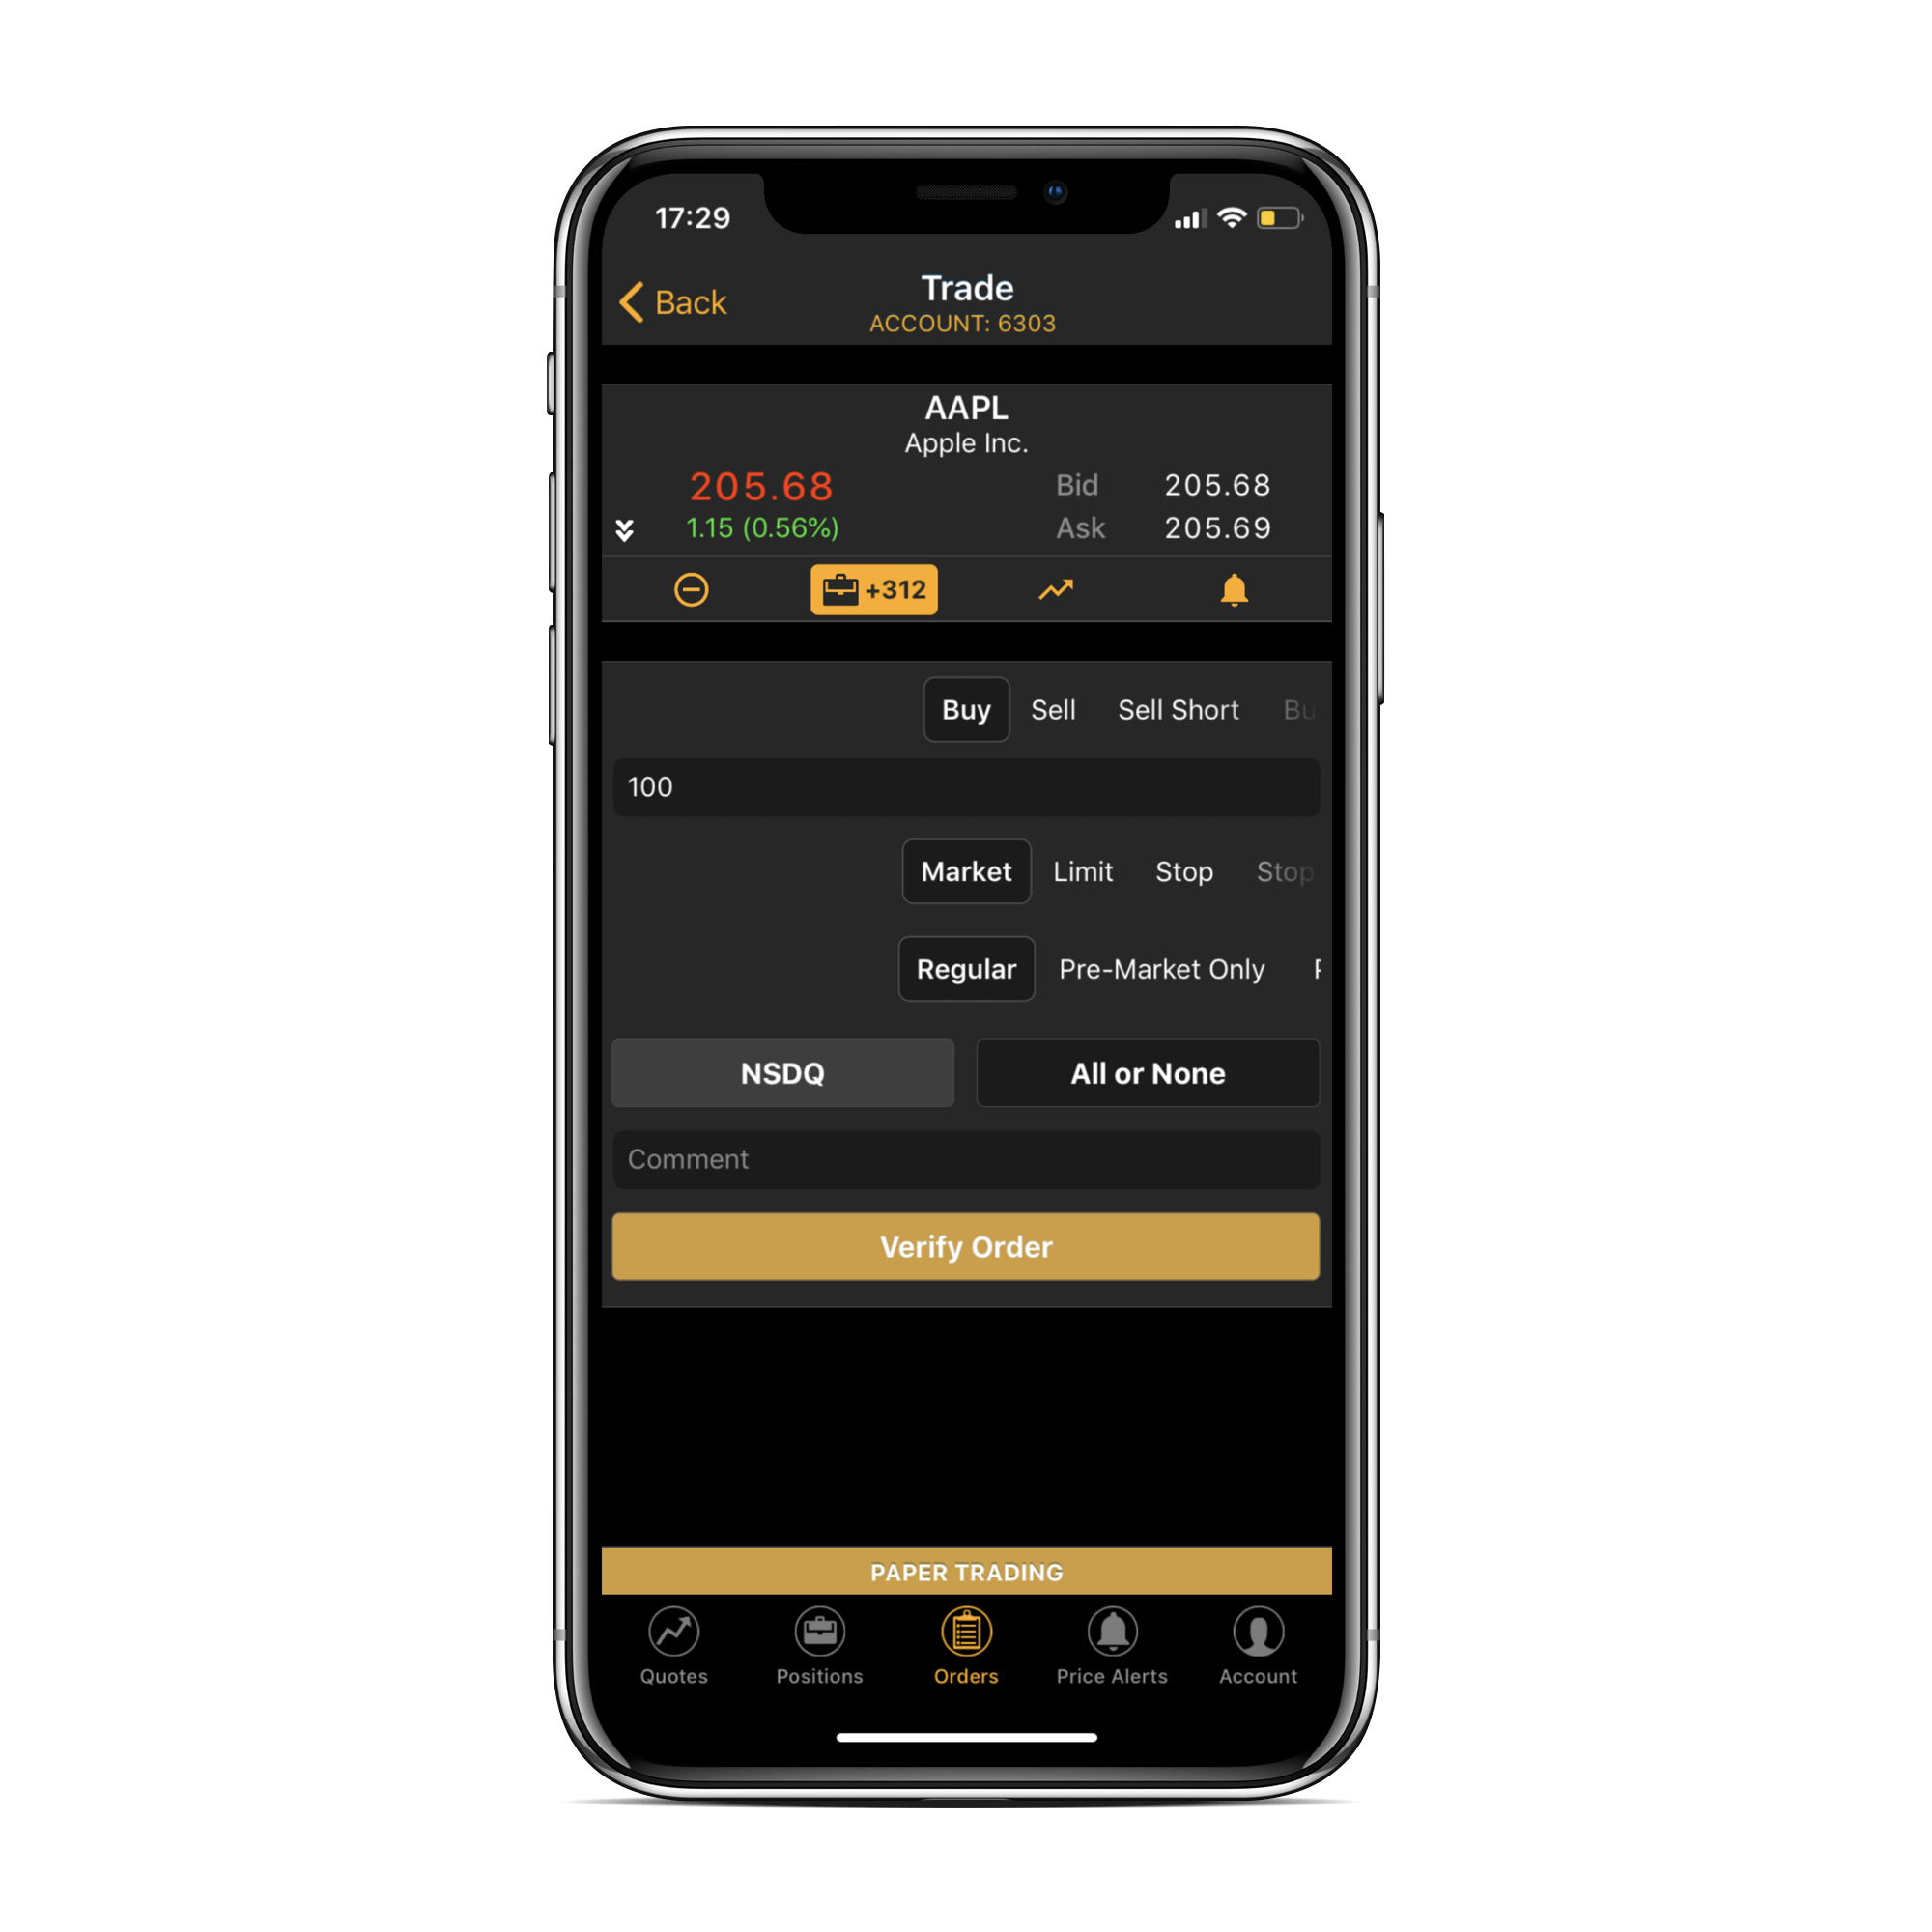 17:29
Back
Trade
ACCOUNT: 6303
AAPL
Apple Inc.
205.68 Bid 205.68
1.15 (0.56%) Ask 205.69
+312
Buy Sell Sell Short Bu
100
Market Limit Stop Stop
Regular Pre-Market Only
NSDQ All or None
Comment
Verify Order
PAPER TRADING
Quotes Positions Orders Price Alerts Account